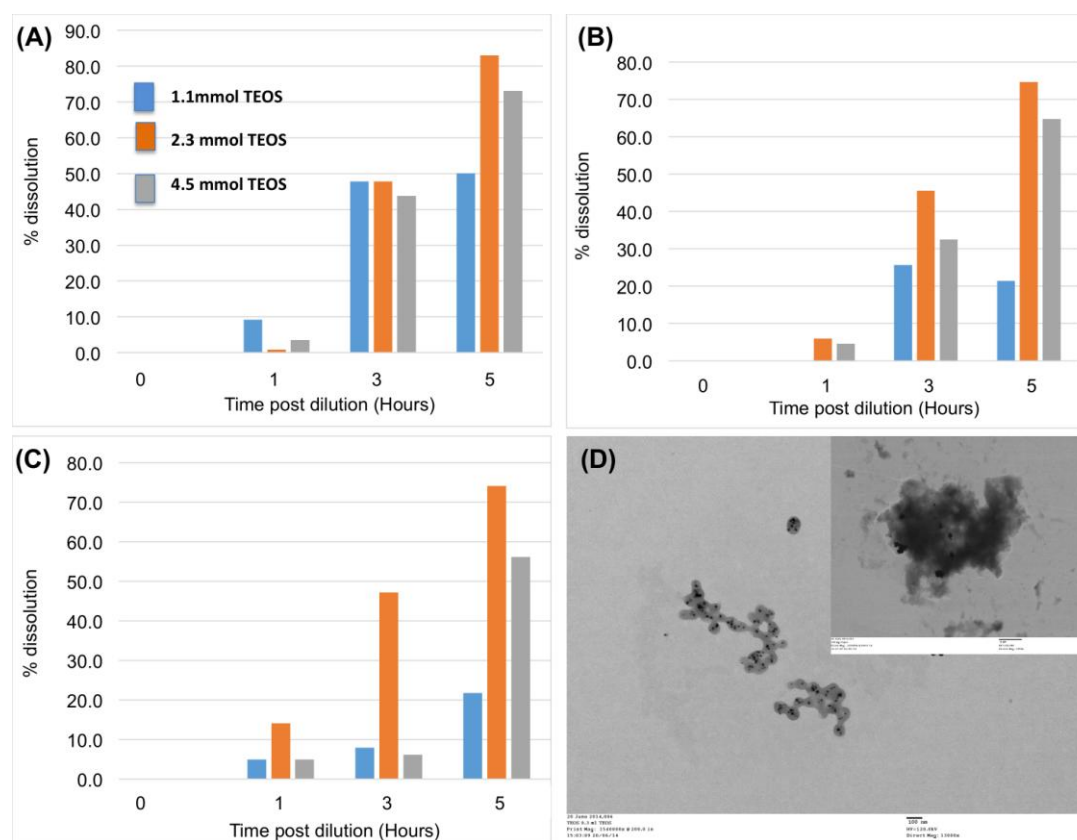 (A)
90.0
80.0
70.0
60.0
50.0
40.0
30.0
20.0
10.0
0.0
% dissolution
1.1mmol TEOS
2.3 mmol TEOS
4.5 mmol TEOS
0 1 3 5
Time post dilution (Hours)
(B)
80.0
70.0
60.0
50.0
40.0
30.0
20.0
10.0
0.0
% dissolution
0 1 3 5
Time post dilution (Hours)
(C)
80.0
70.0
60.0
50.0
40.0
30.0
20.0
10.0
0.0
% dissolution
0 1 3 5
Time post dilution (Hours)
(D)
100 nm